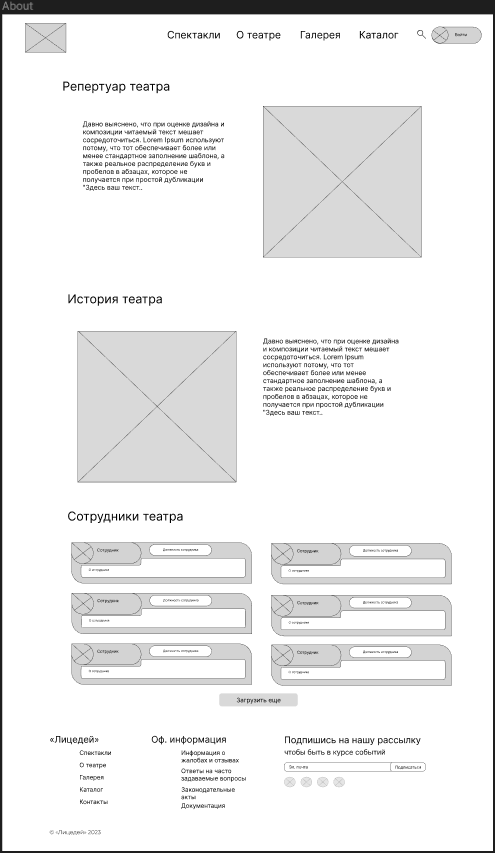 About
Спектакли О театре Галерея Каталог Войти
Репертуар театра
Давно выяснено, что при оценке дизайна и
композиции читаемый текст мешает
сосредоточиться. Lorem Ipsum используют
потому, что тот обеспечивает более или
менее стандартное заполнение шаблона, а
также реальное распределение букв и
пробелов в абзацах, которое не
получается при простой дубликации
"Здесь ваш текст..
История театра
Давно выяснено, что при оценке дизайна
и композиции читаемый текст мешает
сосредоточиться. Lorem Ipsum
используют потому, что тот
обеспечивает более или менее
стандартное заполнение шаблона, а
также реальное распределение букв и
пробелов в абзацах, которое не
получается при простой дубликации
"Здесь ваш текст..
Сотрудники театра
Сотрудник Должность сотрудника
О сотруднике
Сотрудник Должность сотрудника
О сотруднике
Сотрудник Должность сотрудника
О сотруднике
Сотрудник Должность сотрудника
О сотруднике
Сотрудник Должность сотрудника
О сотруднике
Сотрудник Должность сотрудника
О сотруднике
Загрузить еще
«Лицедей»
Спектакли
О театре
Галерея
Каталог
Контакты
Оф. информация
Информация о
жалобах и отзывах
Ответы на часто
задаваемые вопросы
Законодательные
акты
Документация
Подпишись на нашу рассылку
чтобы быть в курсе событий
Эл. почта Подписаться
© «Лицедей» 2023